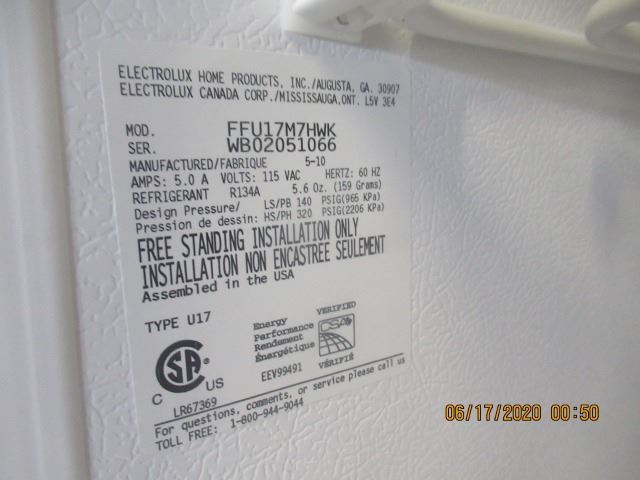 ELECTROLUX HOME PRODUCTS, INC./AUGUSTA, GA. 30907
ELECTROLUX CANADA CORP./MISSISSAUGA,ONT. L5V 3E4
MOD. FFU17M7HWK
SER. WB02051066
MANUFACTURED/FABRIQUE 5-10
AMPS: 5.0 A VOLTS: 115 VAC HERTZ: 60 HZ
REFRIGERANT R134A 5.6 Oz. (159 Grams)
Design Pressure/ LS/PB 140 PSIG(965 KPa)
Pression de dessin: HS/PH 320 PSIG(2206 KPa)
FREE STANDING INSTALLATION ONLY
INSTALLATION NON ENCASTREE SEULEMENT
Assembled in the USA
TYPE U17
Energy
Performance
Rendement
Énergétique
EEV99491
VERIFIED
CSA
VÉRIFIÉ
C SA US
LR67369
For questions, comments, or service please call us
TOLL FREE: 1-800-944-9044
06/17/2020 00:50